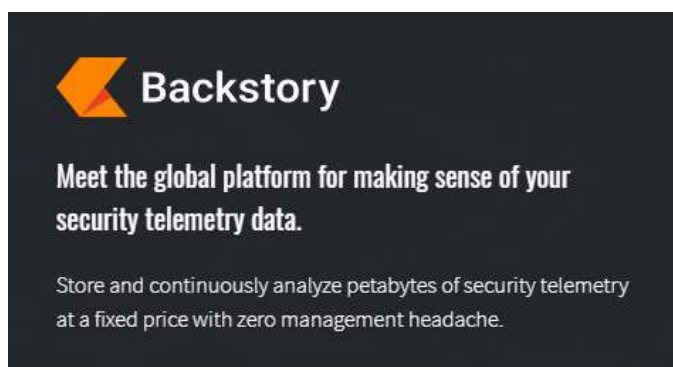 Backstory
Meet the global platform for making sense of your
security telemetry data.
Store and continuously analyze petabytes of security telemetry
at a fixed price with zero management headache.